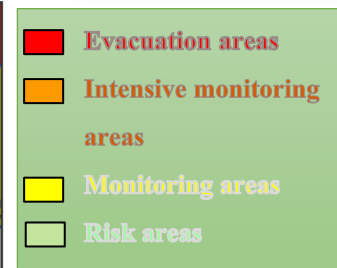 Evacuation areas
Intensive monitoring
areas
Monitoring areas
Risk areas